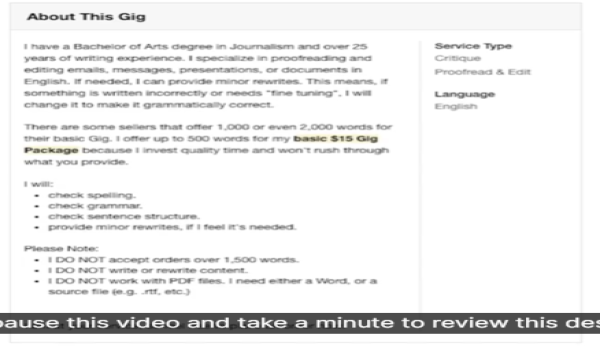 About This Gig
I have a Bachelor of Arts degree in Journalism and over 25
years of writing experience. I specialize in proofreading and
editing emails, messages, presentations, or documents in
English. If needed, I can provide minor rewrites. This means, if
something is written incorrectly or needs "fine tuning", I will
change it to make it grammatically correct.
There are some sellers that offer 1,000 or even 2,000 words for
their basic Gig. I offer up to 500 words for my basic $15 Gig
Package because I invest quality time and won't rush through
what you provide.
I will:
• check spelling.
• check grammar.
• check sentence structure.
• provide minor rewrites, if I feel it's needed.
Please Note:
• I DO NOT accept orders over 1,500 words.
• I DO NOT write or rewrite content.
• I DO NOT work with PDF files. I need either a Word, or a
source file (e.g. .rtf, etc.)
Service Type
Critique
Proofread & Edit
Language
English
pause this video and take a minute to review this des